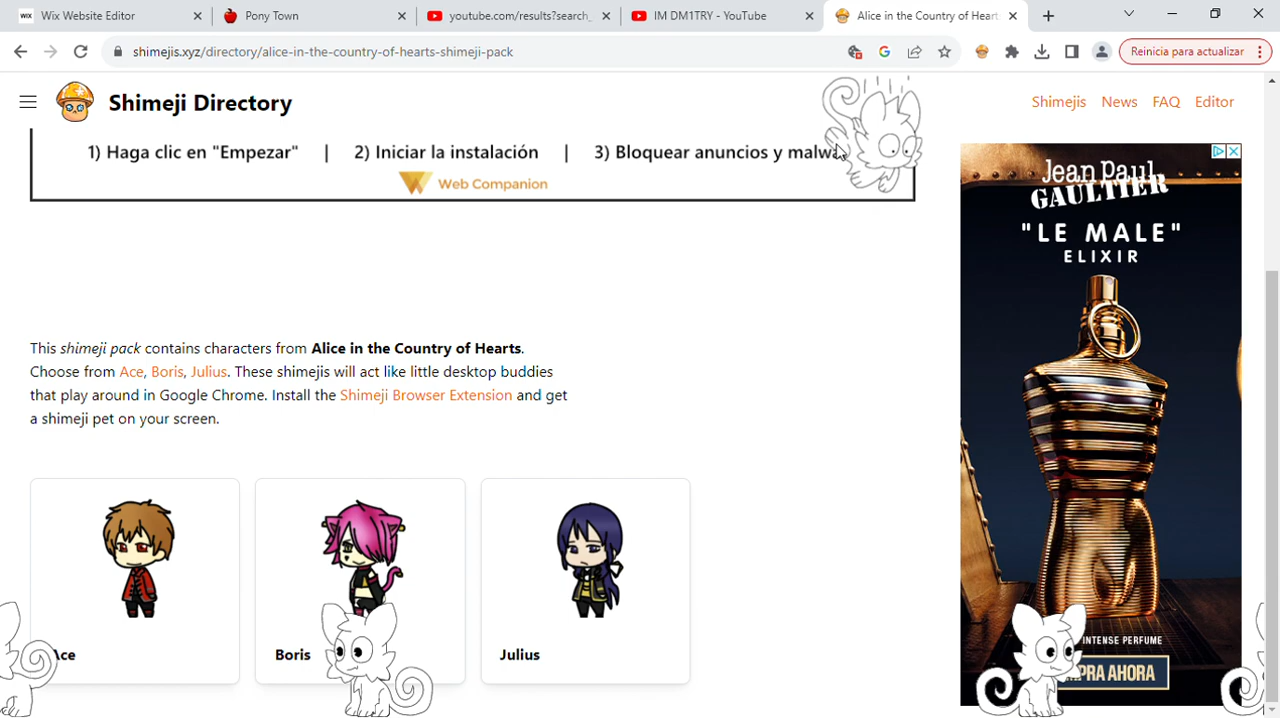 Wix Website Editor
Pony Town
youtube.com/results?search_
IM DM1TRY - YouTube
Alice in the Country of Heart
shimejis.xyz/directory/alice-in-the-country-of-hearts-shimeji-pack
Reinicia para actualizar
Shimeji Directory
Shimejis
News
FAQ
Editor
1) Haga clic en "Empezar" | 2) Iniciar la instalación | 3) Bloquear anuncios y malwa
Web Companion
Jean Paul
GAULTIER
"LE MALE"
ELIXIR
This shimeji pack contains characters from Alice in the Country of Hearts.
Choose from Ace, Boris, Julius. These shimejis will act like little desktop buddies
that play around in Google Chrome. Install the Shimeji Browser Extension and get
a shimeji pet on your screen.
Ace
Boris
Julius
INTENSE PERFUME
PRA AHORA